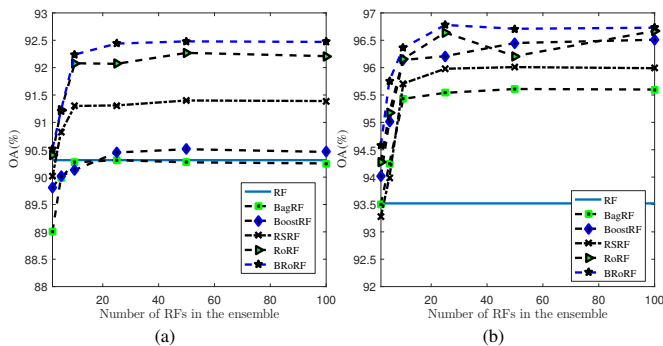 93
92.5
92
91.5
91
90.5
90
89.5
89
88.5
88
OA(%)
20
40
60
80
100
Number of RFs in the ensemble
RF
BagRF
BoostRF
RSRF
RoRF
BRoRF
(a)
97
96.5
96
95.5
95
94.5
94
93.5
93
92.5
92
OA(%)
20
40
60
80
100
Number of RFs in the ensemble
RF
BagRF
BoostRF
RSRF
RoRF
BRoRF
(b)